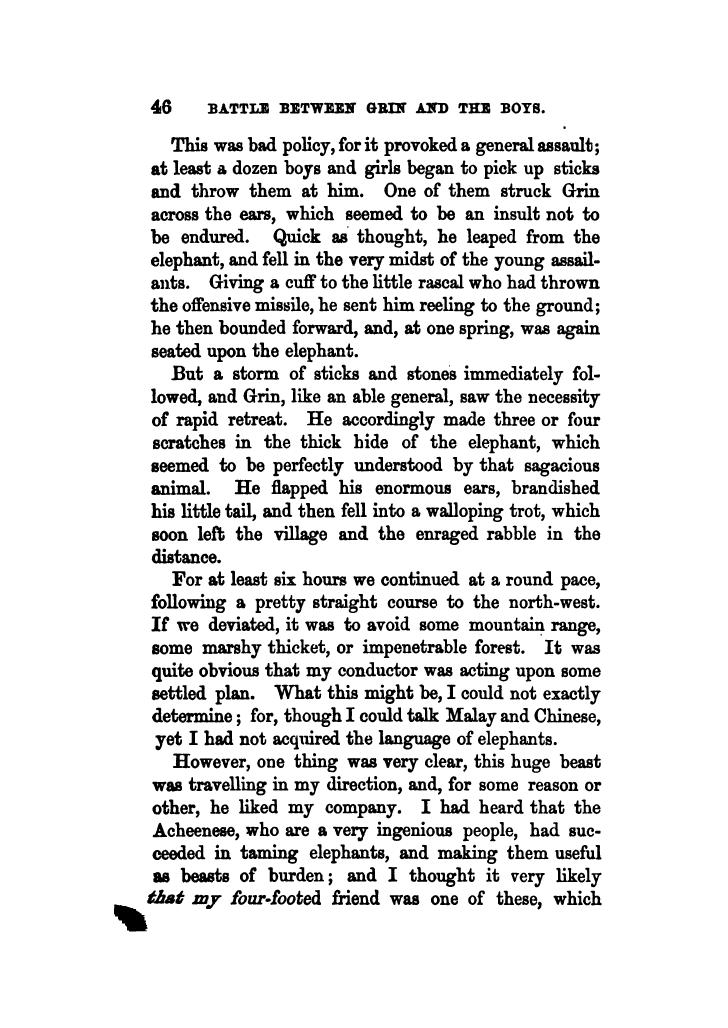 46 BATTLE BETWEEN GRIN AND THE BOYS.
This was bad policy, for it provoked a general assault;
at least a dozen boys and girls began to pick up sticks
and throw them at him. One of them struck Grin
across the ears, which seemed to be an insult not to
be endured. Quick as thought, he leaped from the
elephant, and fell in the very midst of the young assail-
ants. Giving a cuff to the little rascal who had thrown
the offensive missile, he sent him reeling to the ground;
he then bounded forward, and, at one spring, was again
seated upon the elephant.
But a storm of sticks and stones immediately fol-
lowed, and Grin, like an able general, saw the necessity
of rapid retreat. He accordingly made three or four
scratches in the thick hide of the elephant, which
seemed to be perfectly understood by that sagacious
animal. He flapped his enormous ears, brandished
his little tail, and then fell into a walloping trot, which
soon left the village and the enraged rabble in the
distance.
For at least six hours we continued at a round pace,
following a pretty straight course to the north-west.
If we deviated, it was to avoid some mountain range,
some marshy thicket, or impenetrable forest. It was
quite obvious that my conductor was acting upon some
settled plan. What this might be, I could not exactly
determine; for, though I could talk Malay and Chinese,
yet I had not acquired the language of elephants.
However, one thing was very clear, this huge beast
was travelling in my direction, and, for some reason or
other, he liked my company. I had heard that the
Acheenese, who are a very ingenious people, had suc-
ceeded in taming elephants, and making them useful
as beasts of burden; and I thought it very likely
that my four-footed friend was one of these, which